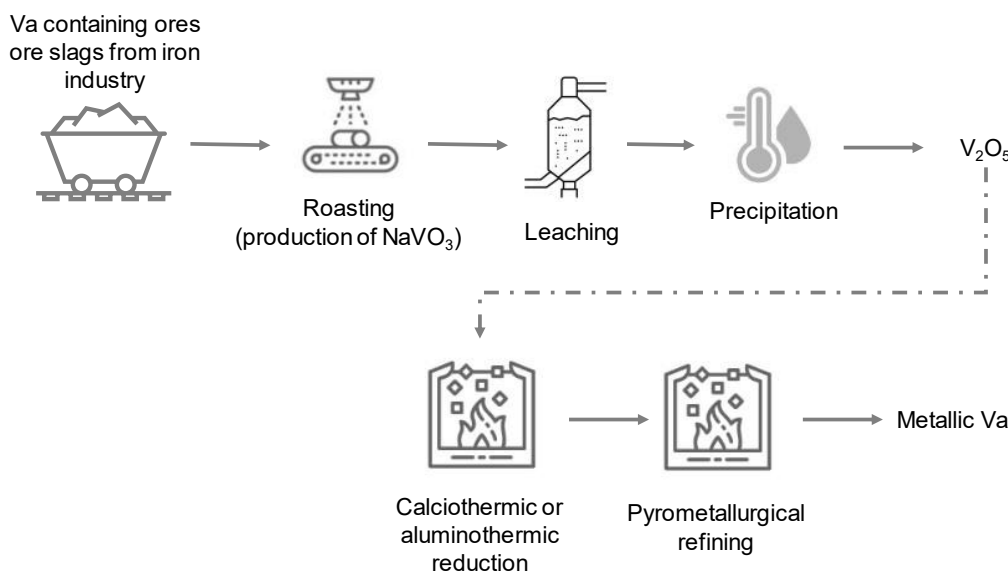 Va containing ores
ore slags from iron
industry
Roasting
(production of NaVO₃)
Leaching
Precipitation
V₂O₅
Calciothermic or
aluminothermic
reduction
Pyrometallurgical
refining
Metallic Va